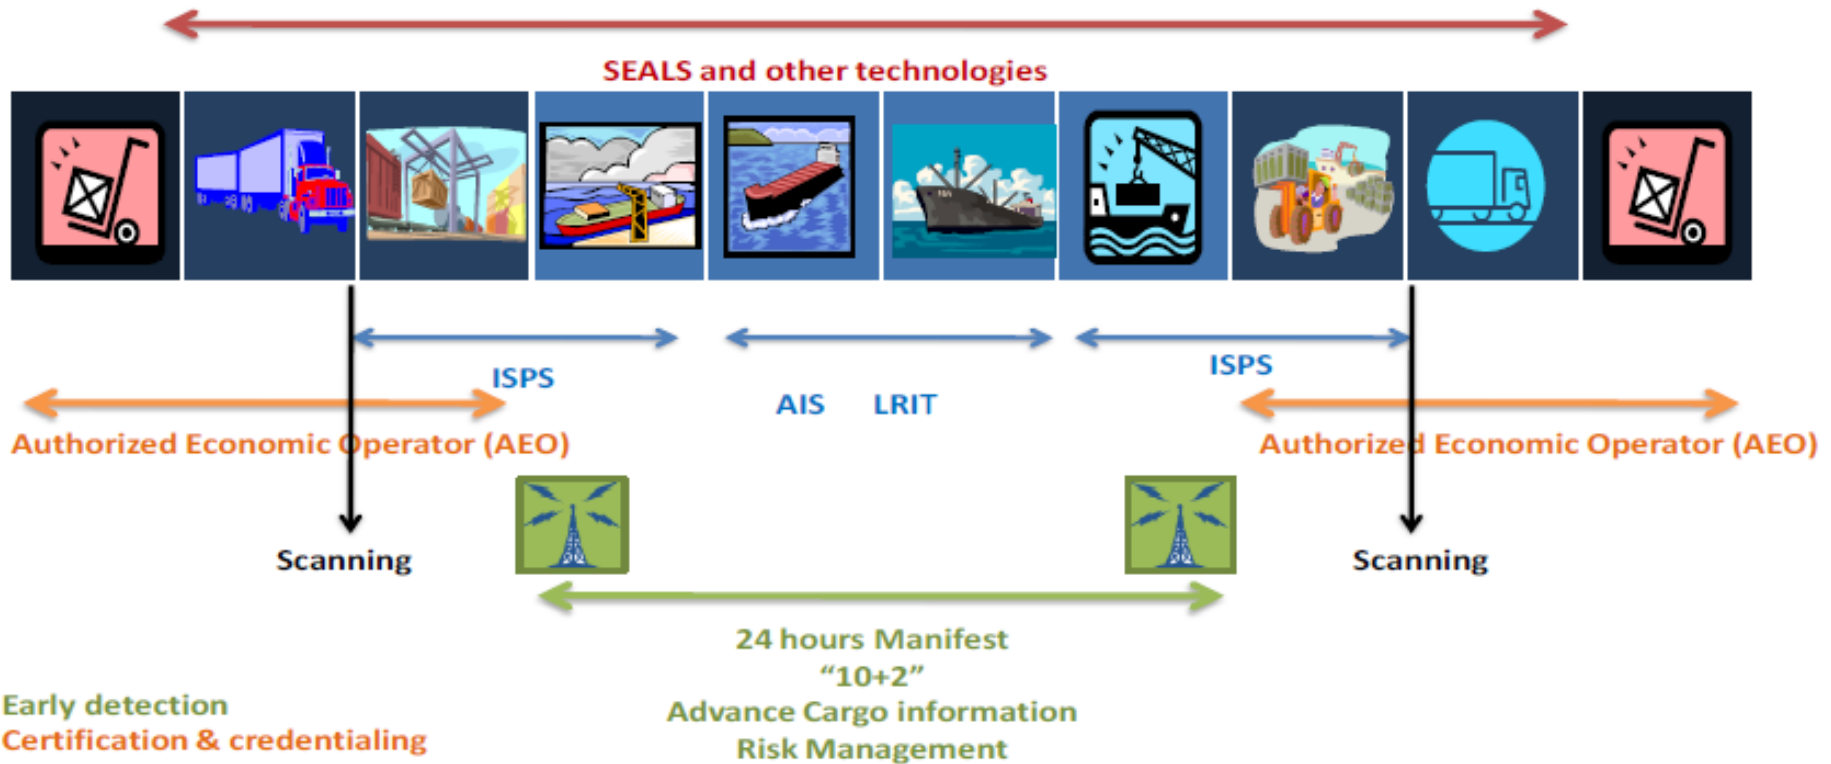 SEALS and other technologies
ISPS
AIS LRIT
ISPS
Authorized Economic Operator (AEO)
Authorized Economic Operator (AEO)
Scanning
Scanning
24 hours Manifest
“10+2”
Advance Cargo information
Risk Management
Early detection
Certification & credentialing